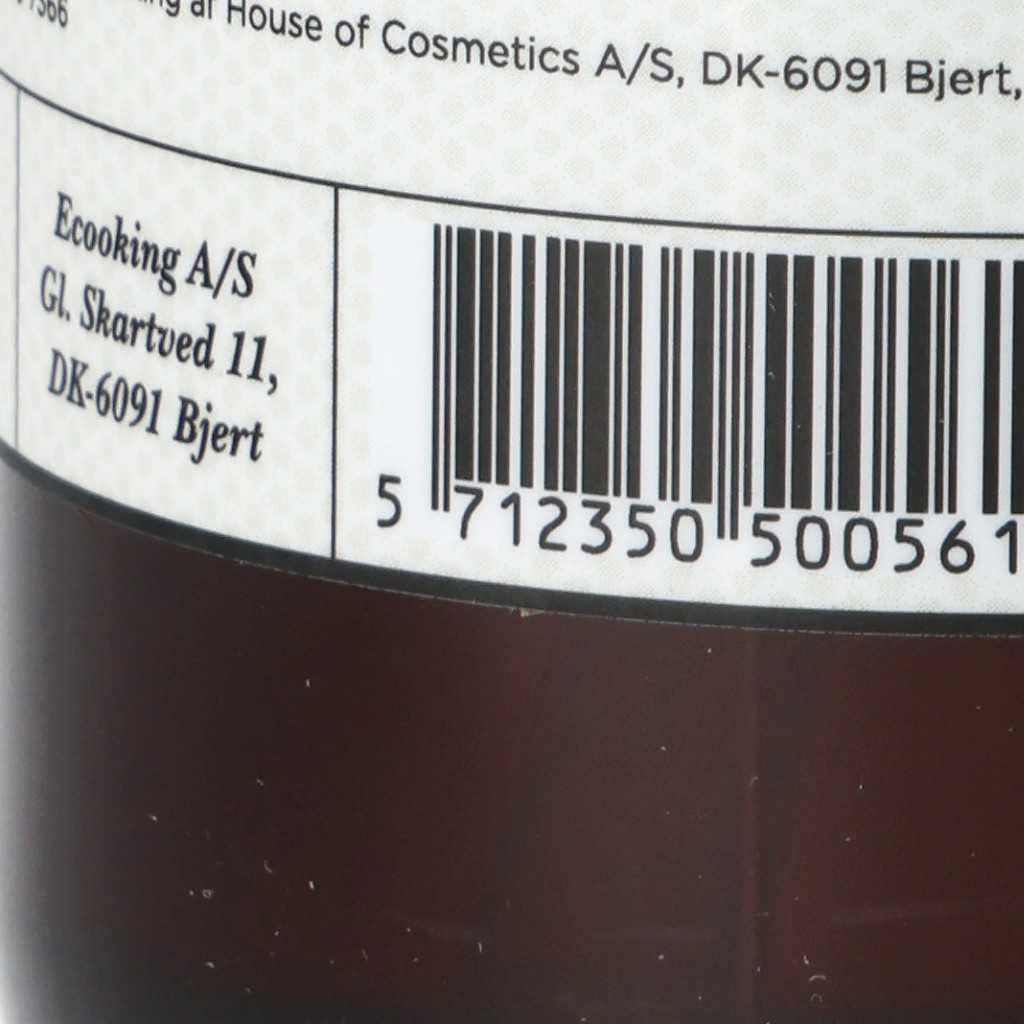 House of Cosmetics A/S, DK-6091 Bjert,
Ecooking A/S
Gl. Skartved 11,
DK-6091 Bjert
5 712350 500561